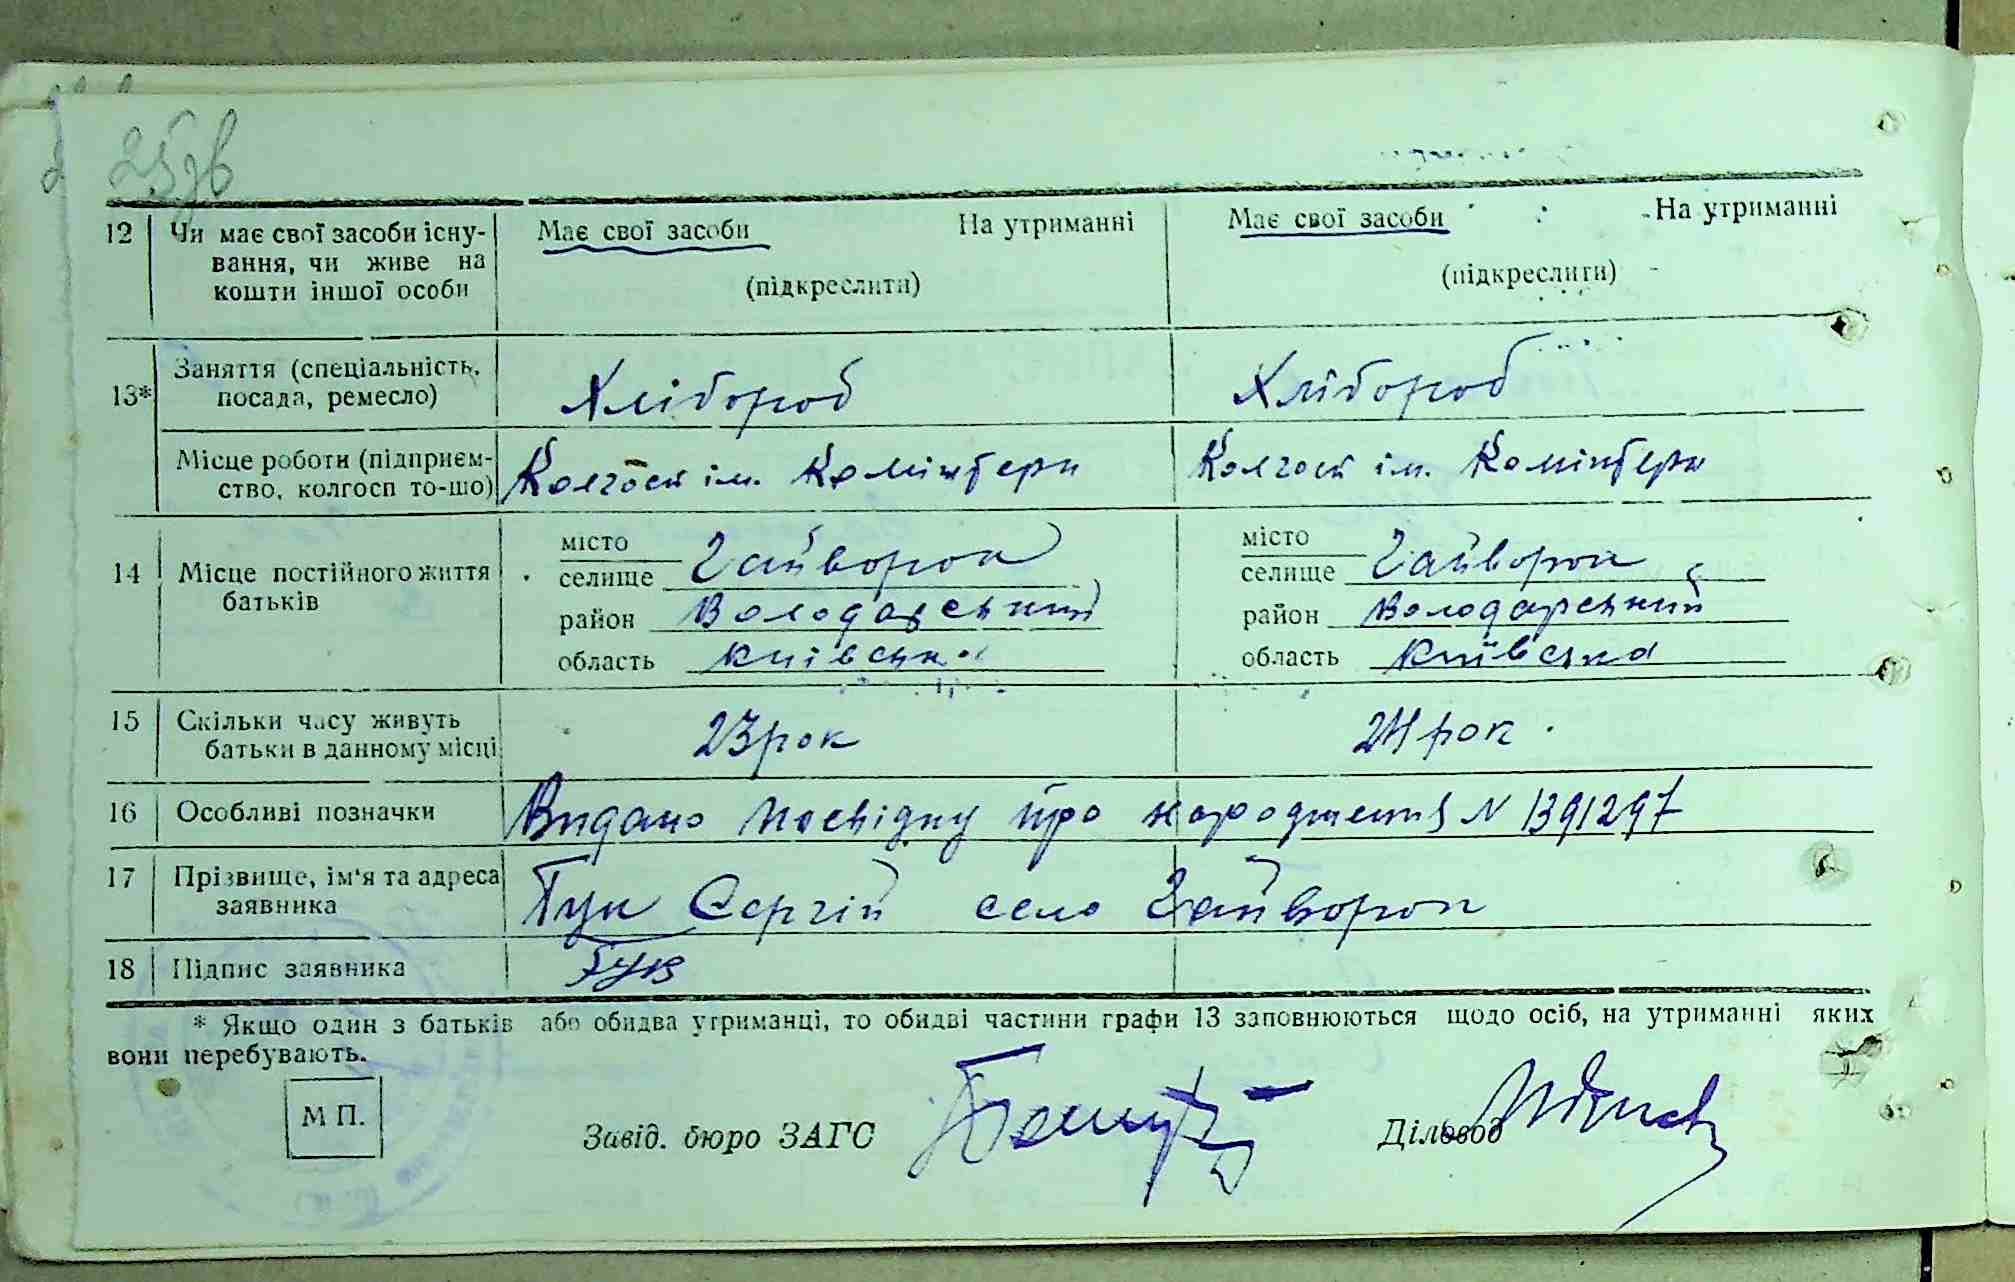 25зв
12 Чи має свої засоби існу- Має свої засоби На утриманні Має свої засоби На утриманні
вання, чи живе на
кошти іншої особи (підкреслити) (підкреслити)
13* Заняття (спеціальність, посада, ремесло) Хлібороб Хлібороб
Місце роботи (підприєм-
ство, колгосп то-що) Колгосп ім. Комінтерн Колгосп ім. Комінтерн
14 Місце постійного життя батьків
місто
селище Гайворон
район Володарський
область Київська
місто
селище Гайворон
район Володарський
область Київська
15 Скільки часу живуть
батьки в данному місці 23 рок 24 рок.
16 Особливі позначки Видано посвідку про народження N 1391297
17 Прізвище, ім'я та адреса
заявника Гук Сергій село Гайворон
18 Підпис заявника Гук
* Якщо один з батьків або обидва утриманці, то обидві частини графи 13 заповнюються щодо осіб, на утриманні яких
вони перебувають.
М П.
Завід. бюро ЗАГС Діловод